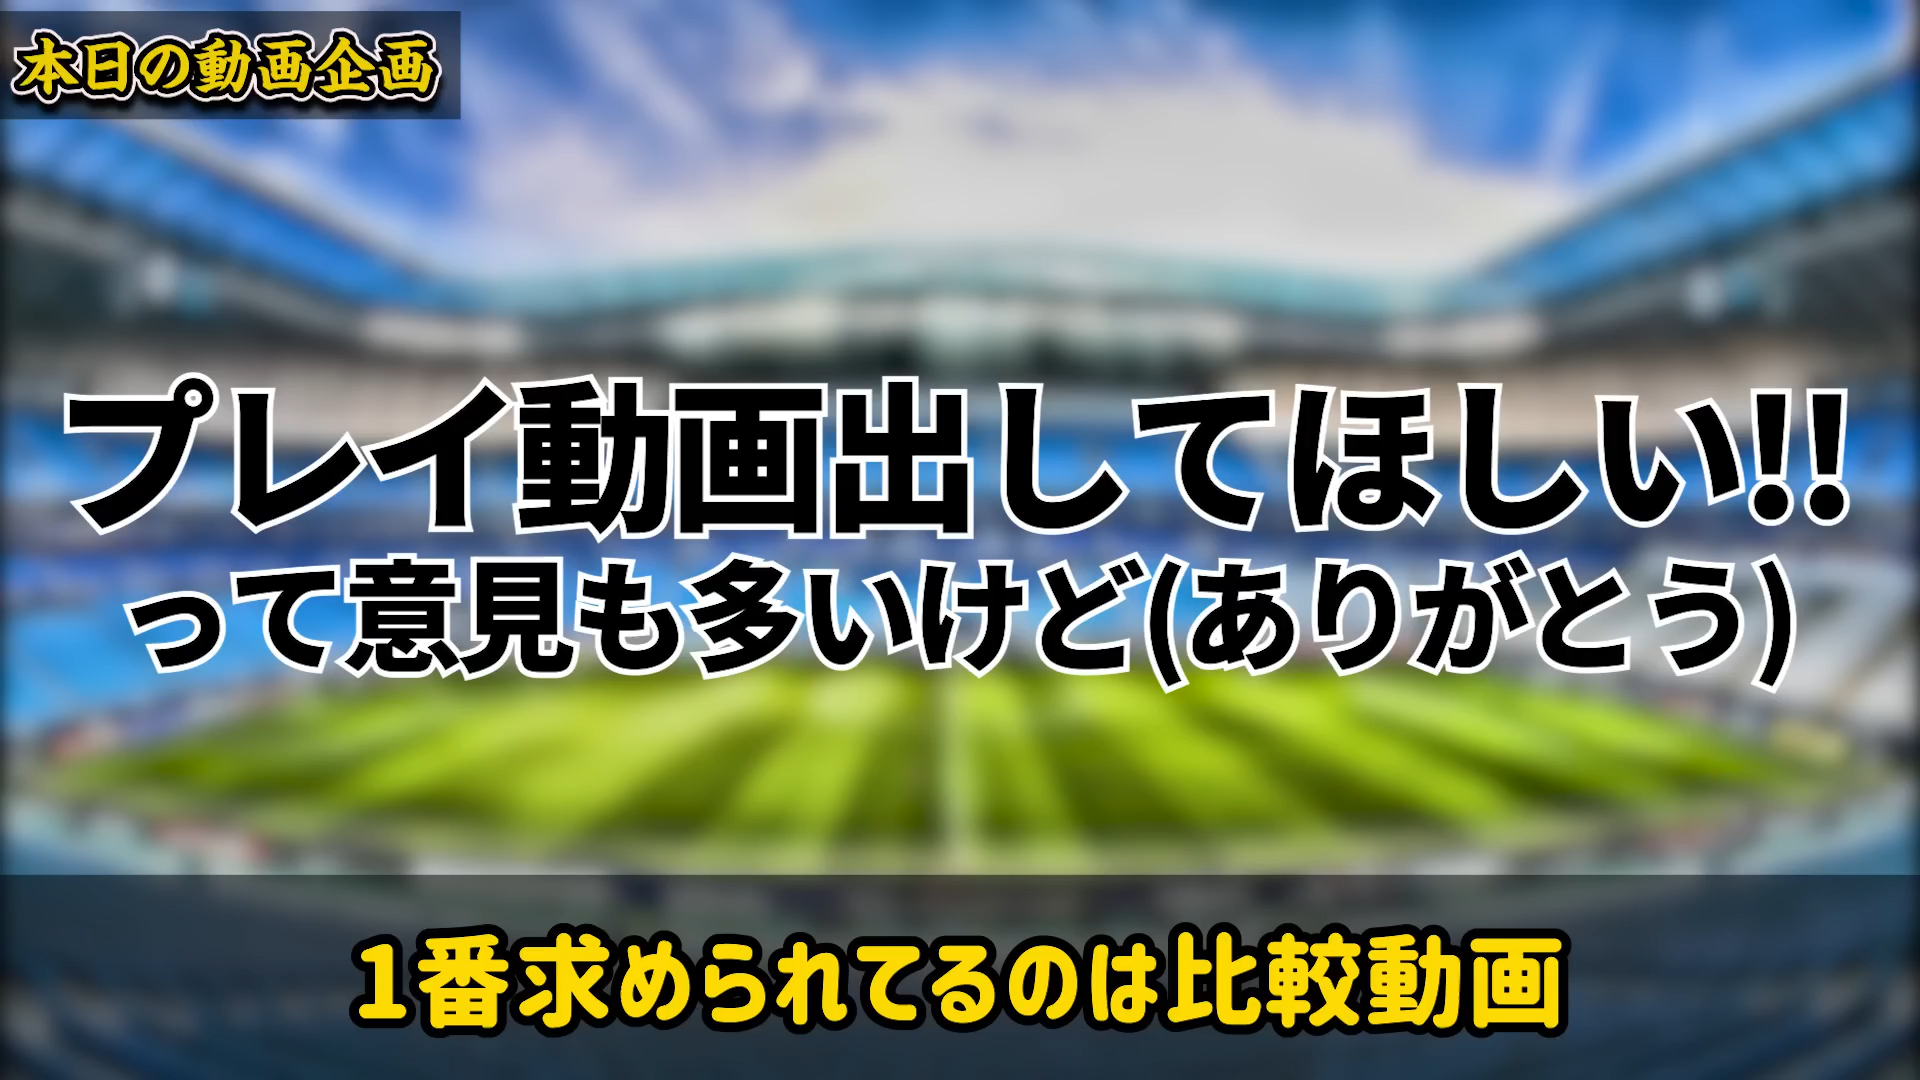 本日の動画企画
プレイ動画出してほしい!!
って意見も多いけど(ありがとう)
1番求められてるのは比較動画